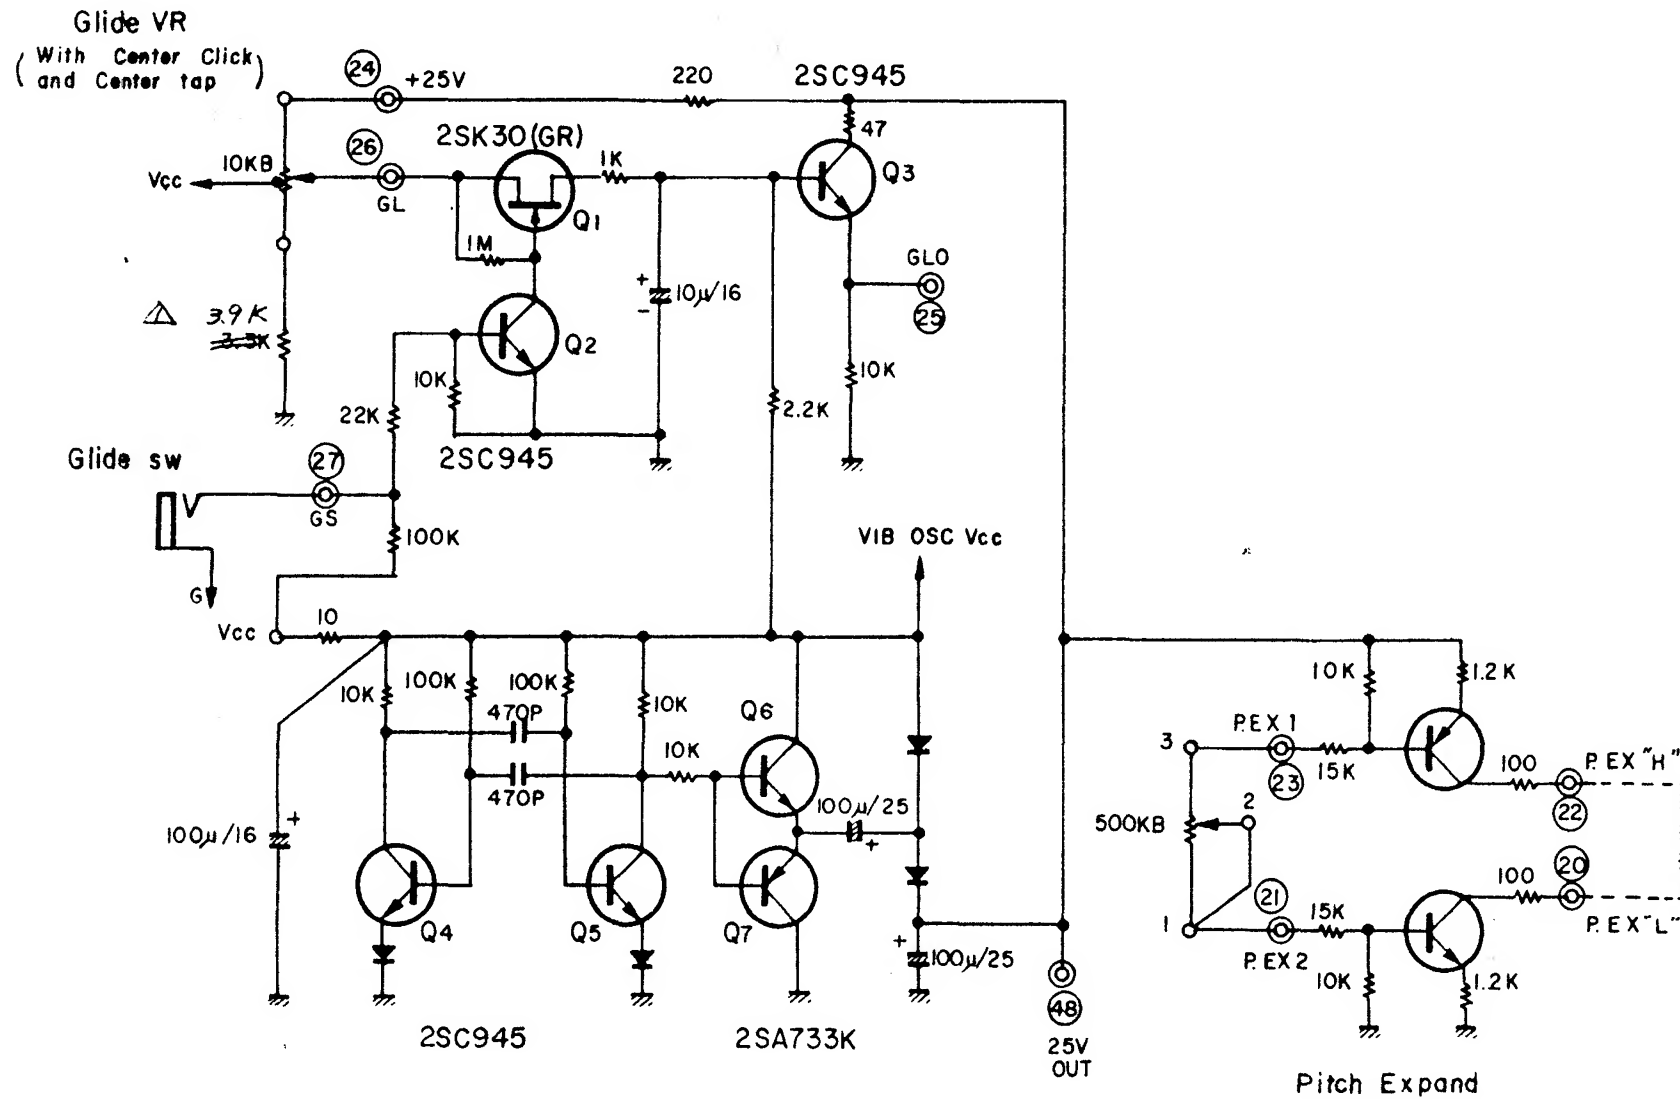 Glide VR
( With Center Click
and Center tap )
24
+25V
220
2SC945
47
Q3
26
GL
2SK30(GR)
1K
Q1
10KB
Vcc
1M
10μ/16
+
-
GLO
25
3.9K
3.3K
Q2
10K
10K
22K
2.2K
2SC945
Glide sw
27
GS
100K
G
VIB OSC Vcc
Vcc
10
10K
100K
100K
470P
470P
10K
10K
Q6
100μ/25
+
100μ/16
+
Q4
Q5
Q7
+
100μ/25
48
25V
OUT
2SC945
2SA733K
10K
1.2K
P.EX 1
3
23
15K
100
P.EX"H"
22
500KB
2
1
21
15K
P.EX2
10K
100
20
P.EX"L"
1.2K
Pitch Expand